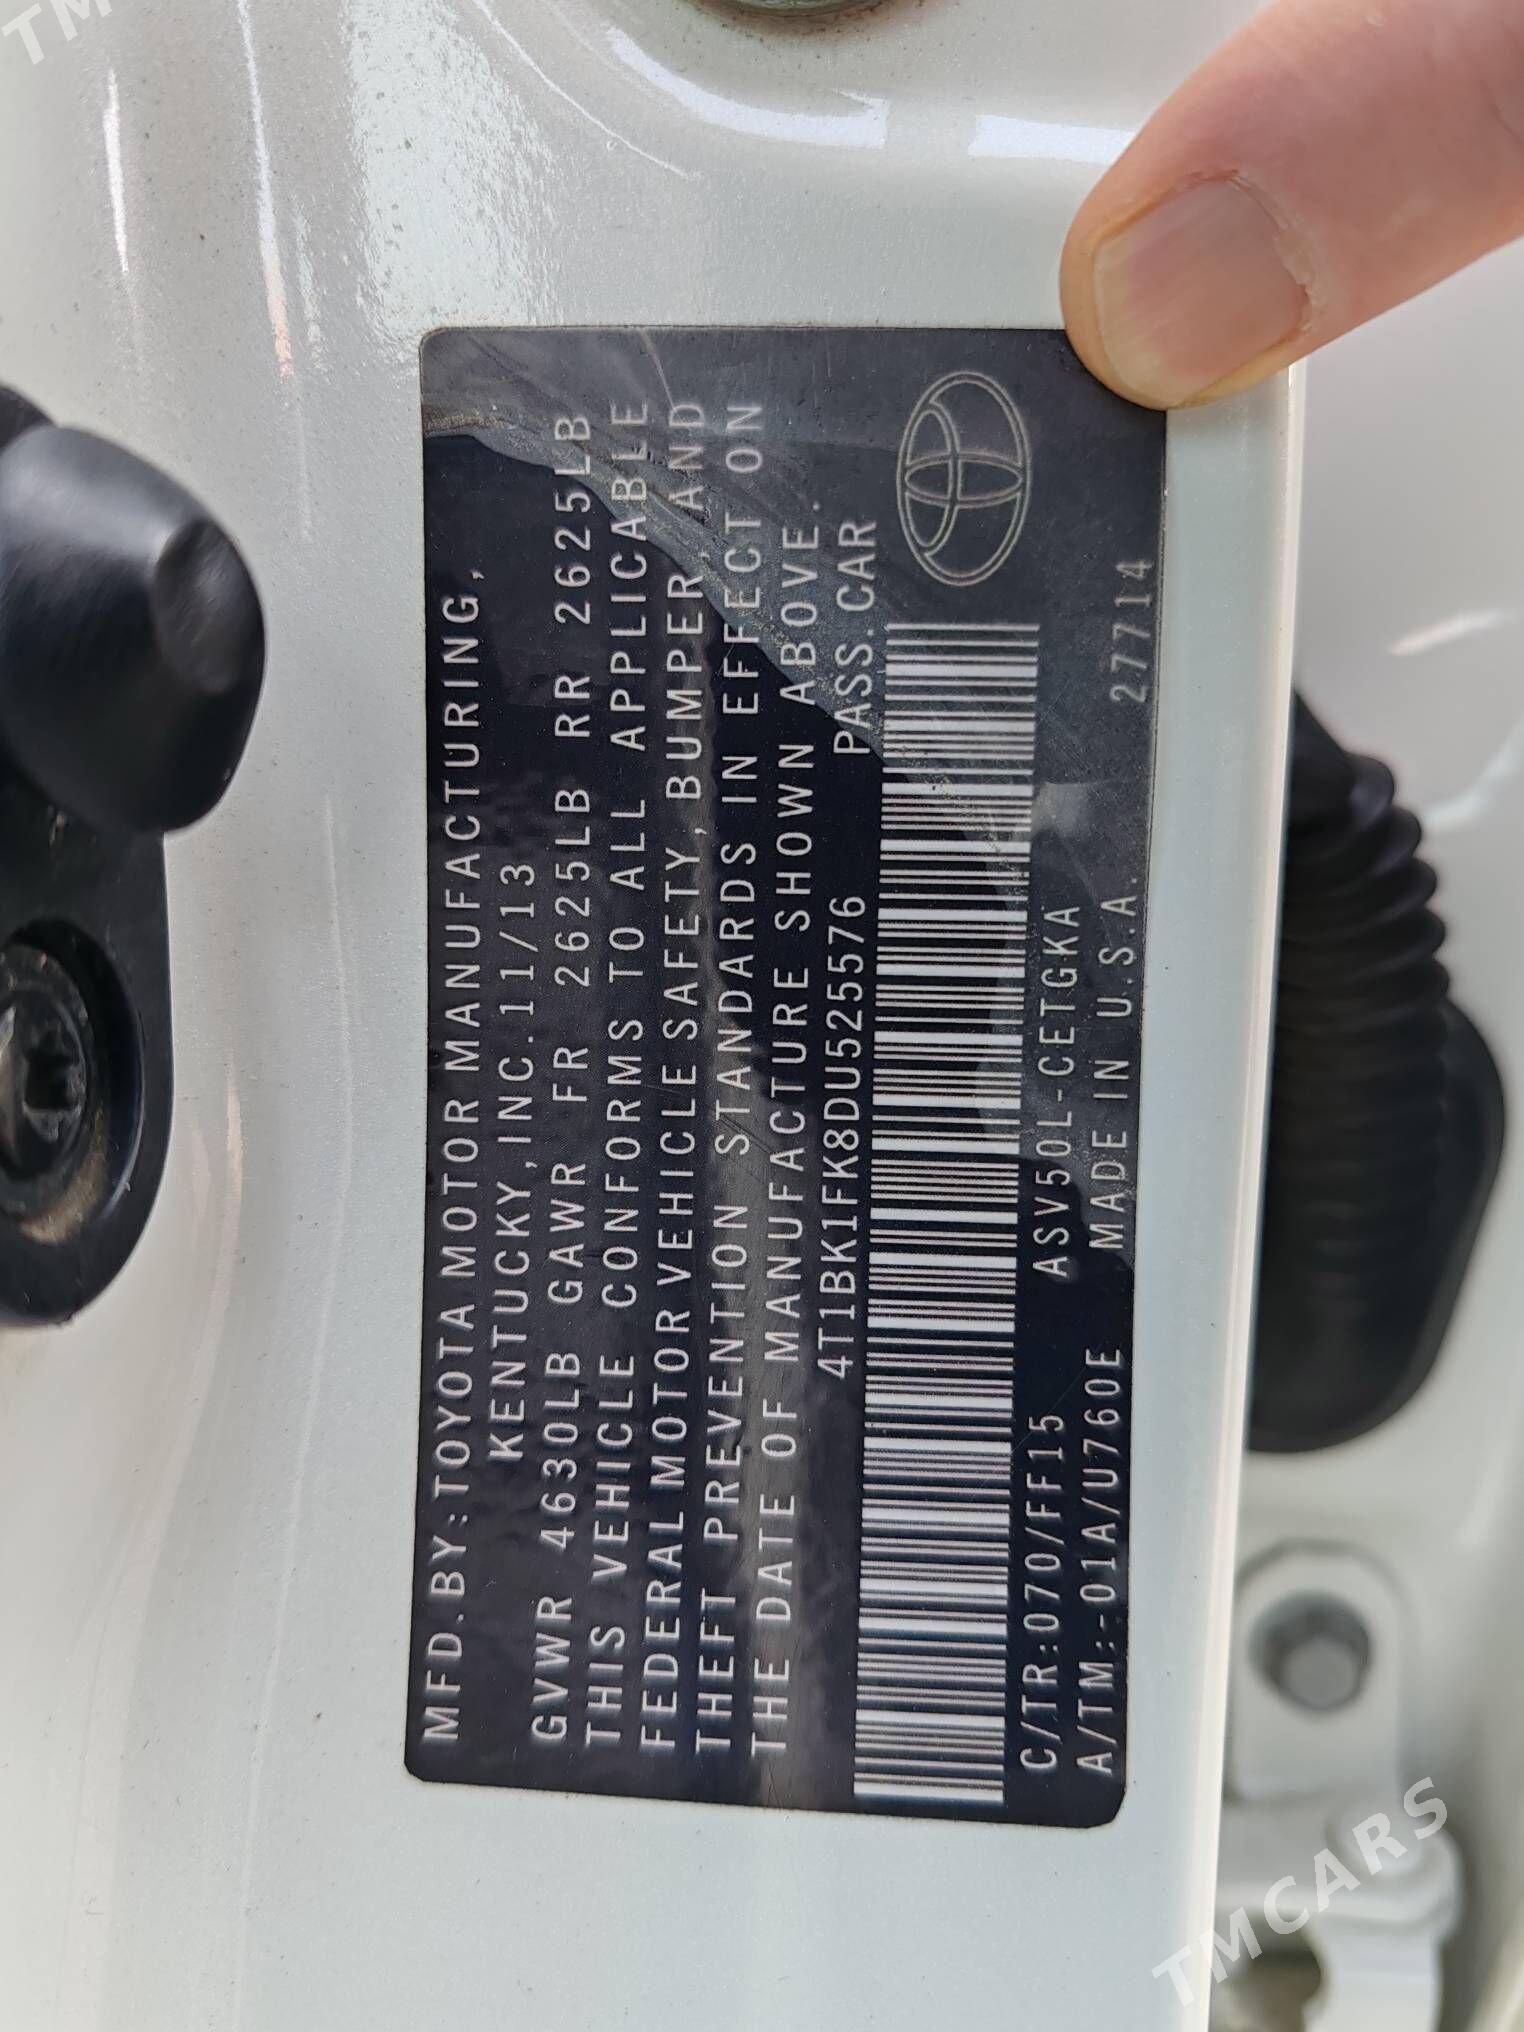 MFD.BY:TOYOTA MOTOR MANUFACTURING,
KENTUCKY,INC.11/13
GVWR 4630LB GAWR FR 2625LB RR 2625LB
THIS VEHICLE CONFORMS TO ALL APPLICABLE
FEDERAL MOTOR VEHICLE SAFETY,BUMPER,AND
THEFT PREVENTION STANDARDS IN EFFECT ON
THE DATE OF MANUFACTURE SHOWN ABOVE.
4T1BK1FK8DU525576 PASS.CAR
C/TR:070/FF15 ASV50L-CETGKA
A/TM:-01A/U760E MADE IN U.S.A. 27714
TM
TMCARS